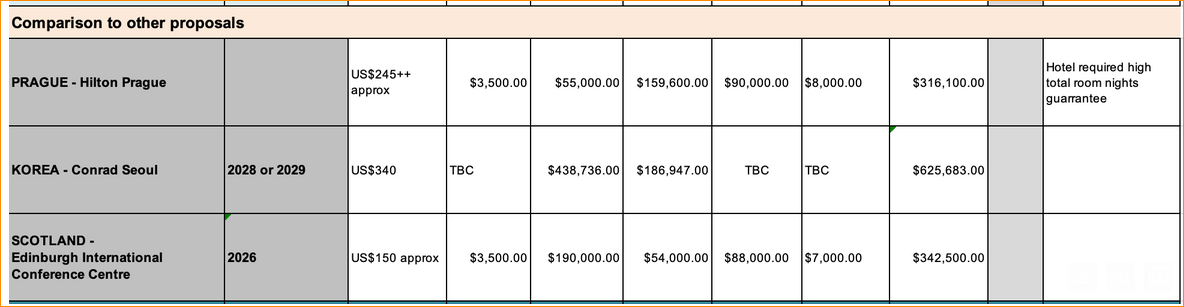 Comparison to other proposals
PRAGUE - Hilton Prague US$245++ approx $3,500.00 $55,000.00 $159,600.00 $90,000.00 $8,000.00 $316,100.00 Hotel required high total room nights guarrantee
KOREA - Conrad Seoul 2028 or 2029 US$340 TBC $438,736.00 $186,947.00 TBC TBC $625,683.00
SCOTLAND - Edinburgh International Conference Centre 2026 US$150 approx $3,500.00 $190,000.00 $54,000.00 $88,000.00 $7,000.00 $342,500.00